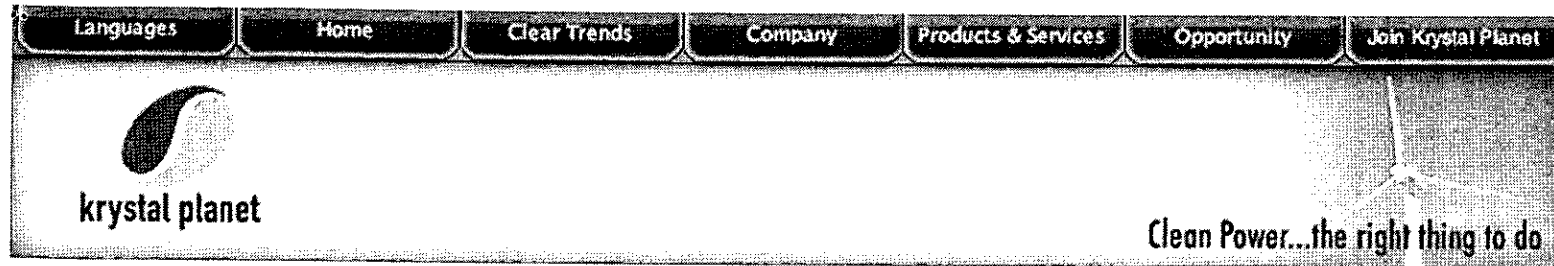 Languages Home Clear Trends Company Products & Services Opportunity Join Krystal Planet
krystal planet
Clean Power...the right thing to do